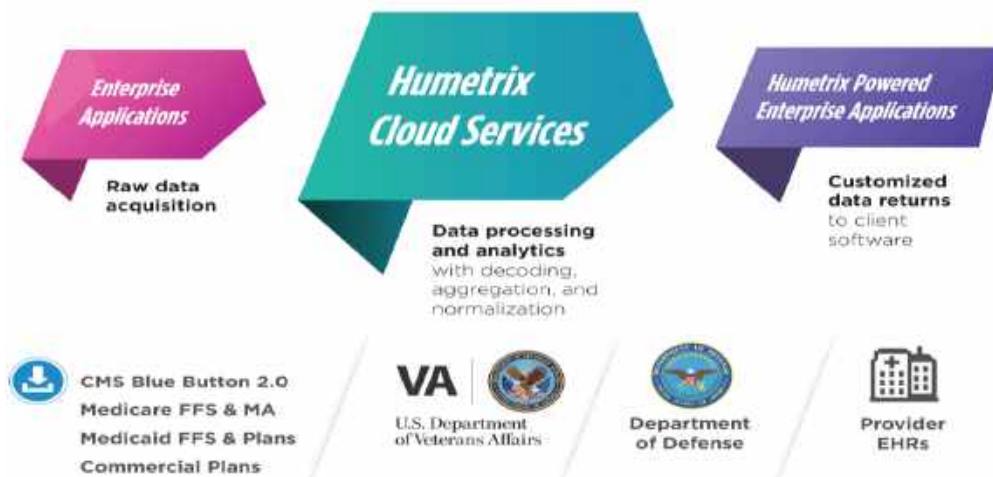 Enterprise
Applications
Raw data
acquisition
Humetrix
Cloud Services
Data processing
and analytics
with decoding,
aggregation, and
normalization
Humetrix Powered
Enterprise Applications
Customized
data returns
to client
software
CMS Blue Button 2.0
Medicare FFS & MA
Medicaid FFS & Plans
Commercial Plans
VA
U.S. Department
of Veterans Affairs
Department
of Defense
Provider
EHRs